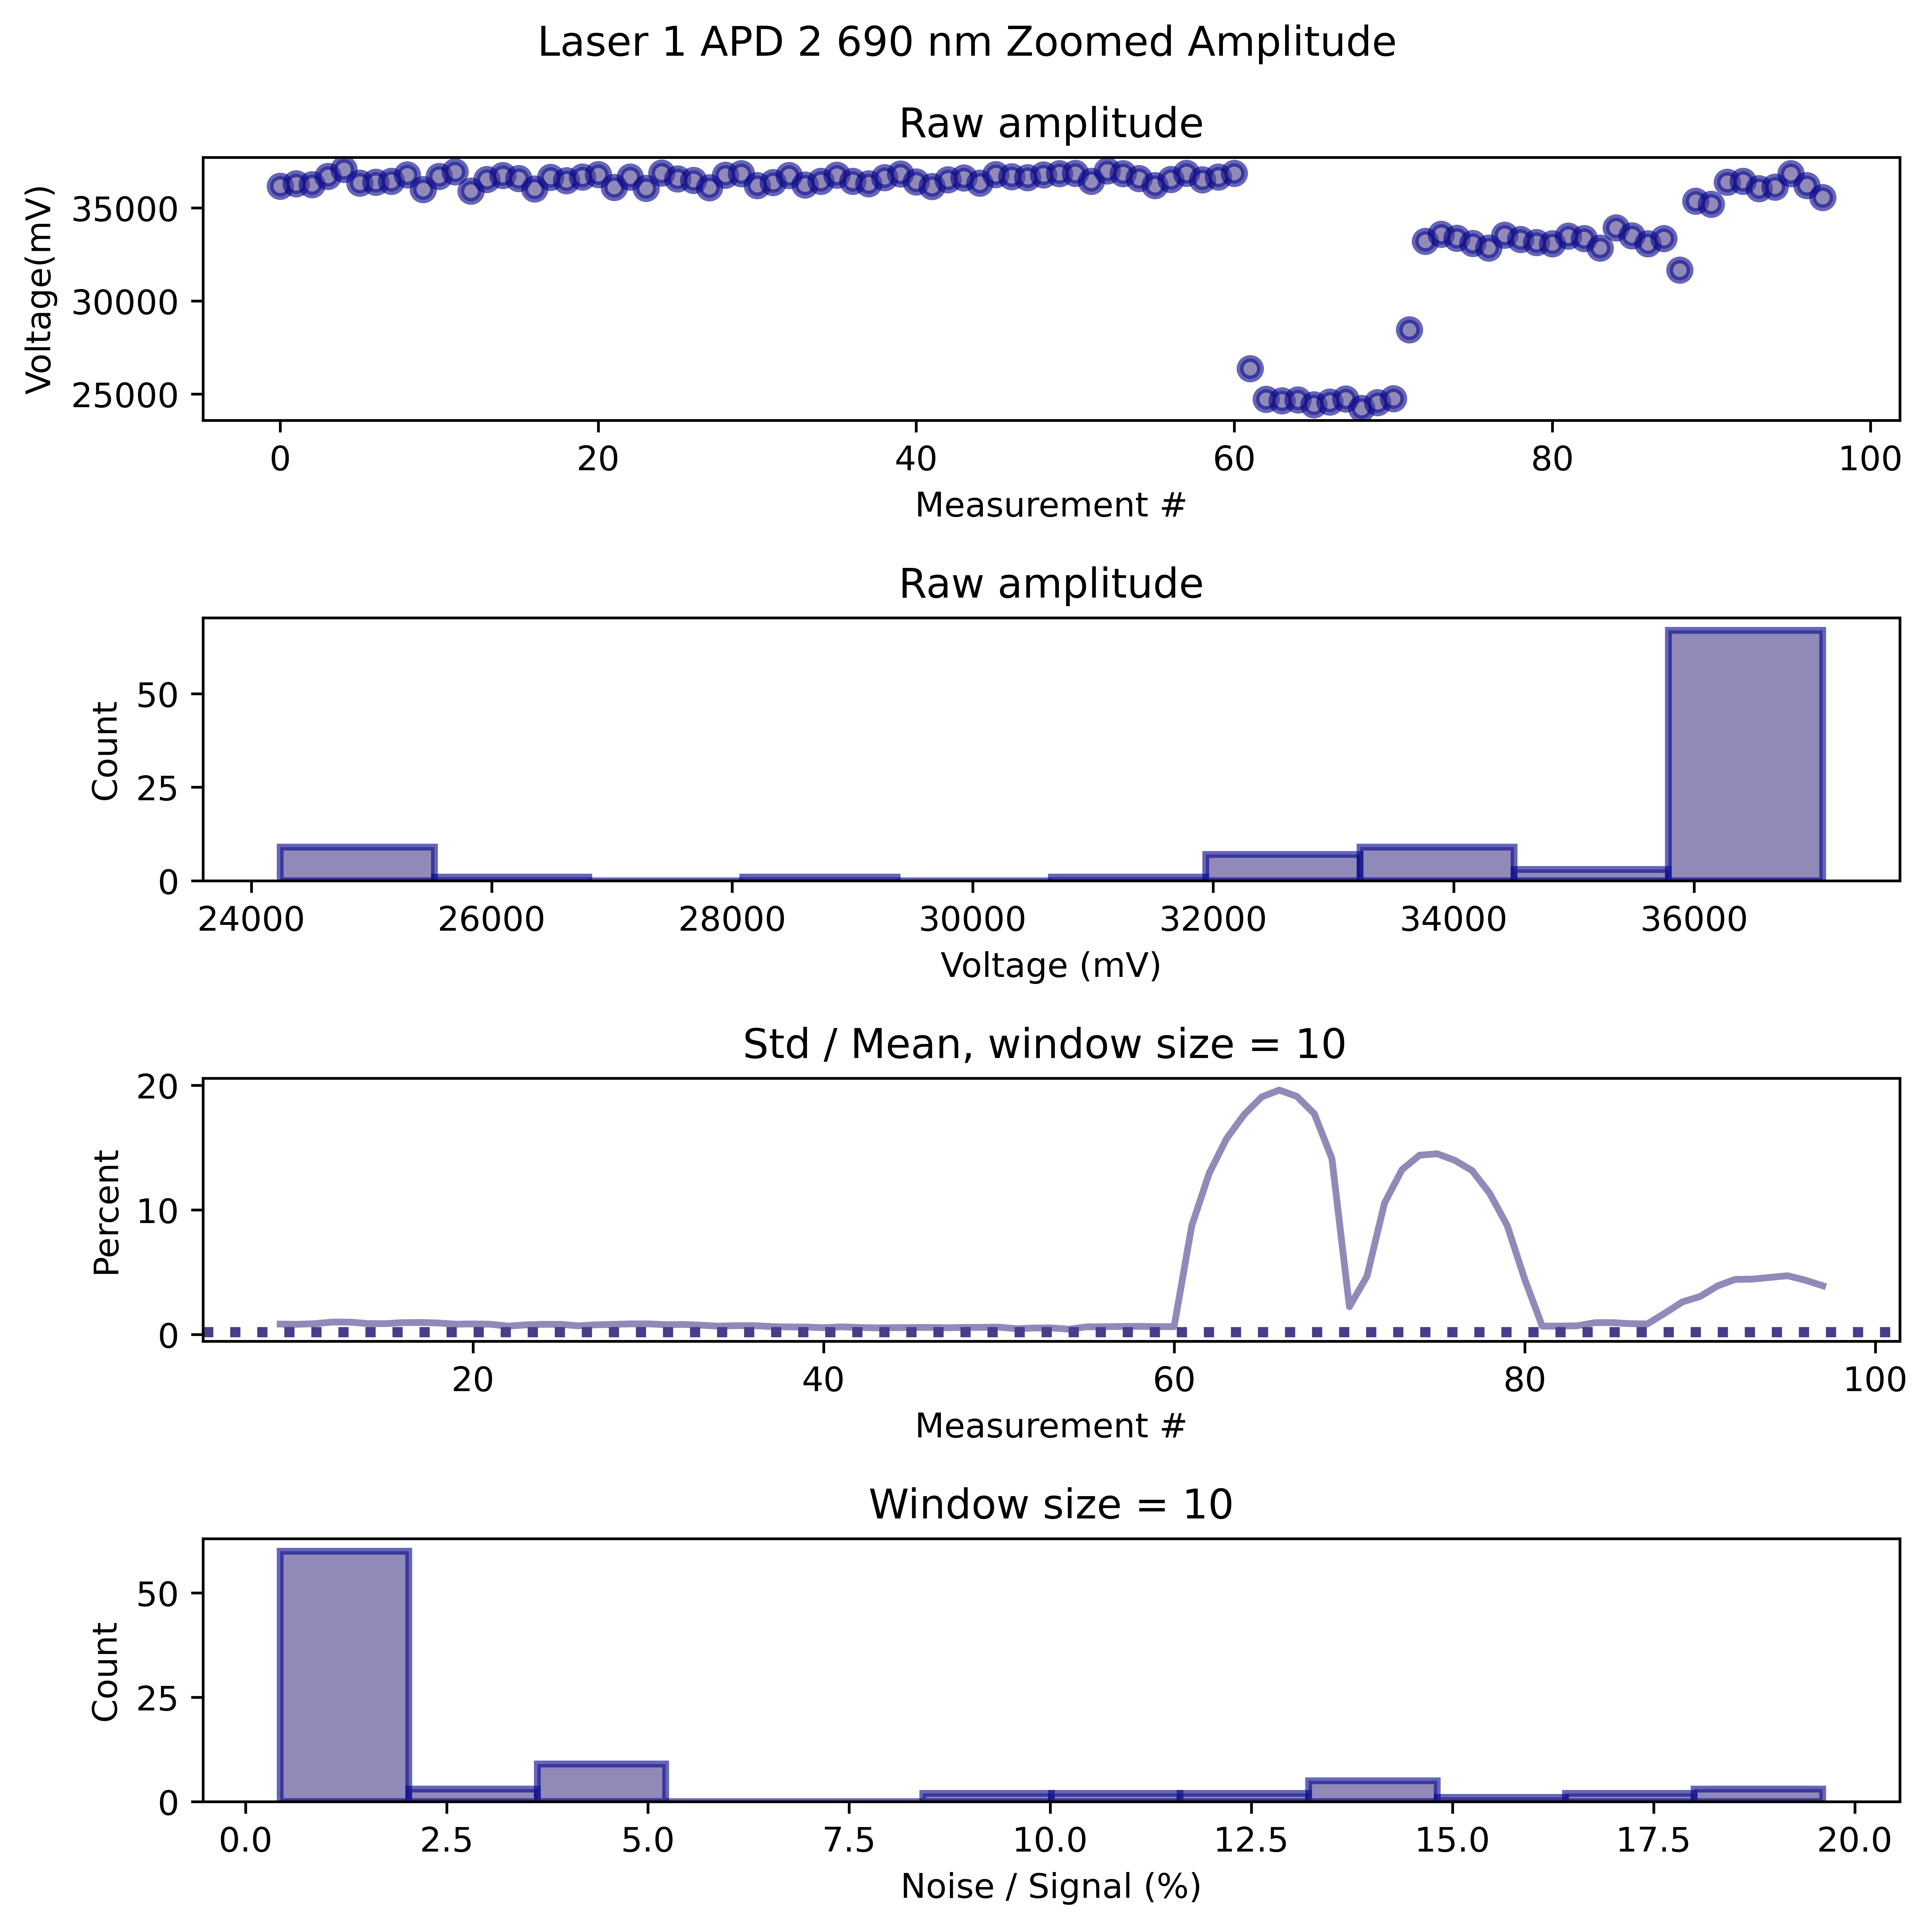 Laser 1 APD 2 690 nm Zoomed Amplitude
Raw amplitude
Voltage(mV)
35000
30000
25000
0 20 40 60 80 100
Measurement #
Raw amplitude
Count
50
25
0
24000 26000 28000 30000 32000 34000 36000
Voltage (mV)
Std / Mean, window size = 10
Percent
20
10
0
20 40 60 80 100
Measurement #
Window size = 10
Count
50
25
0
0.0 2.5 5.0 7.5 10.0 12.5 15.0 17.5 20.0
Noise / Signal (%)